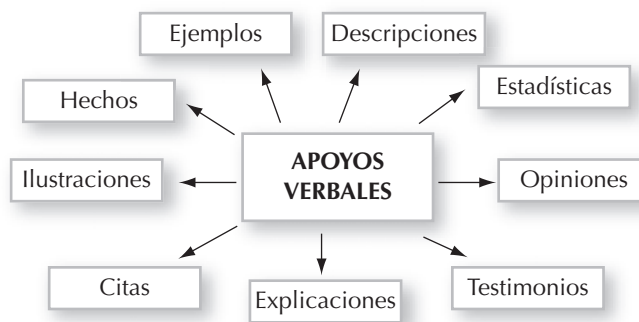 Ejemplos
Descripciones
Estadísticas
Hechos
APOYOS
VERBALES
Ilustraciones
Opiniones
Citas
Explicaciones
Testimonios